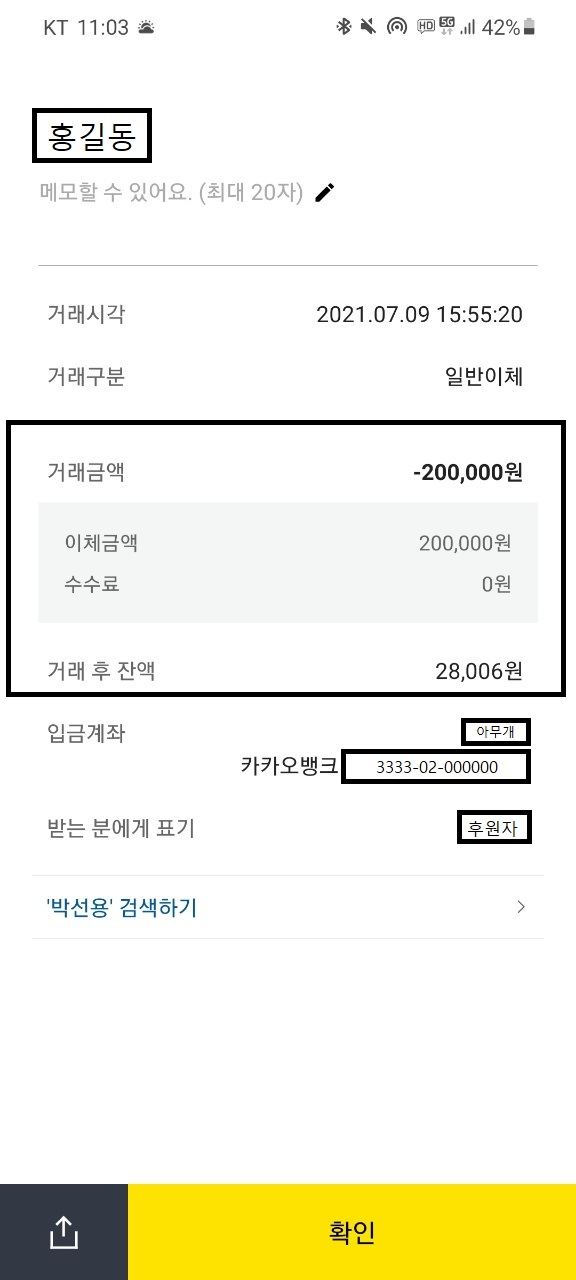 KT 11:03 HD 5G 42%
홍길동
메모할 수 있어요. (최대 20자)
거래시각 2021.07.09 15:55:20
거래구분 일반이체
거래금액 -200,000원
이체금액 200,000원
수수료 0원
거래 후 잔액 28,006원
입금계좌 아무개
카카오뱅크 3333-02-000000
받는 분에게 표기 후원자
'박선용' 검색하기
확인